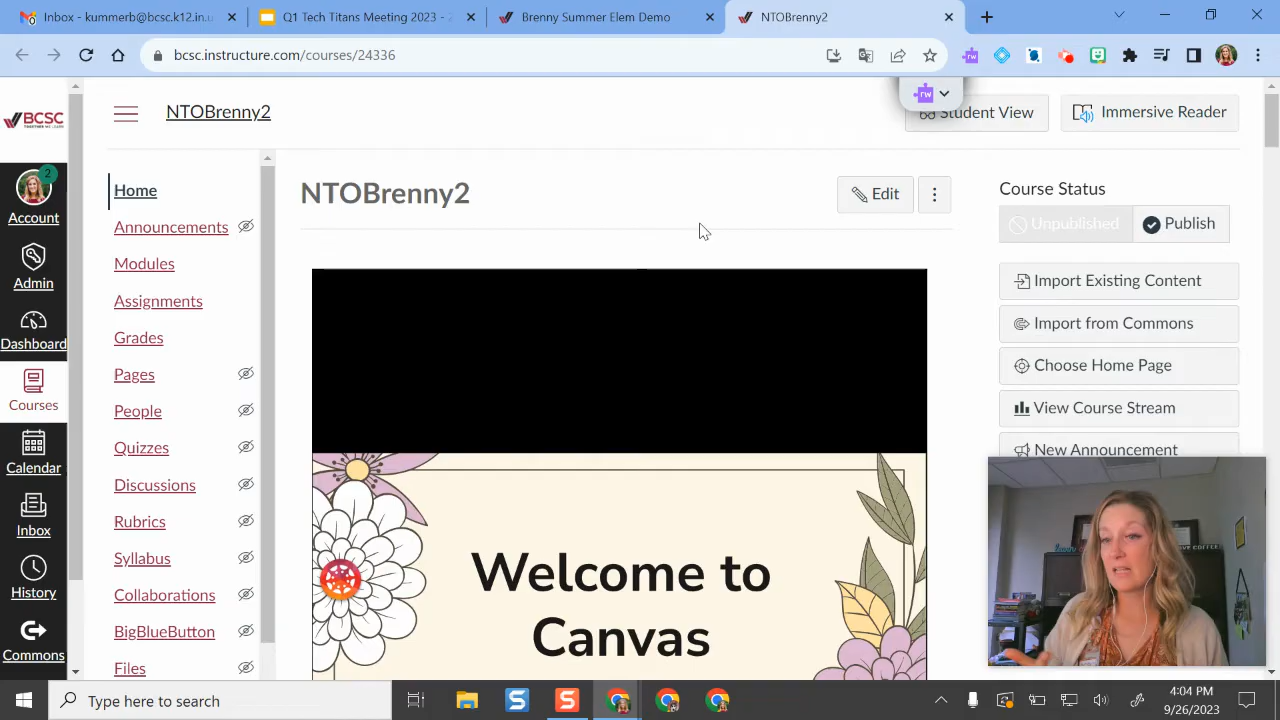 Inbox (1) - kummerb@k12.in.u
Q1 Tech Titans Meeting 2023 - 2
Brenny Summer Elem Demo
NTOBrenny2
bcsc.instructure.com/courses/24336
rw
BCSC
NTOBrenny2
Student View
Immersive Reader
2
Account
Admin
Dashboard
Courses
Calendar
Inbox
History
Commons
Home
Announcements
Modules
Assignments
Grades
Pages
People
Quizzes
Discussions
Rubrics
Syllabus
Collaborations
BigBlueButton
Files
NTOBrenny2
Edit
Welcome to
Canvas
Course Status
Unpublished
Publish
Import Existing Content
Import from Commons
Choose Home Page
View Course Stream
New Announcement
Type here to search
4:04 PM
9/26/2023